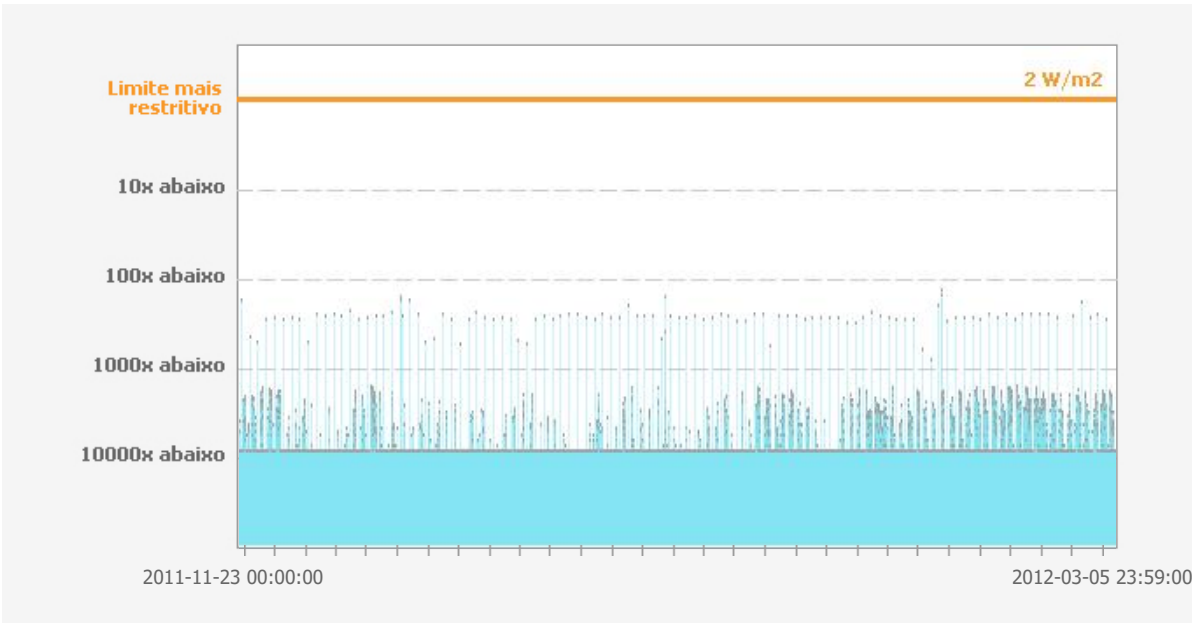 2 W/m2
Limite mais
restritivo
10x abaixo
100x abaixo
1000x abaixo
10000x abaixo
2011-11-23 00:00:00
2012-03-05 23:59:00